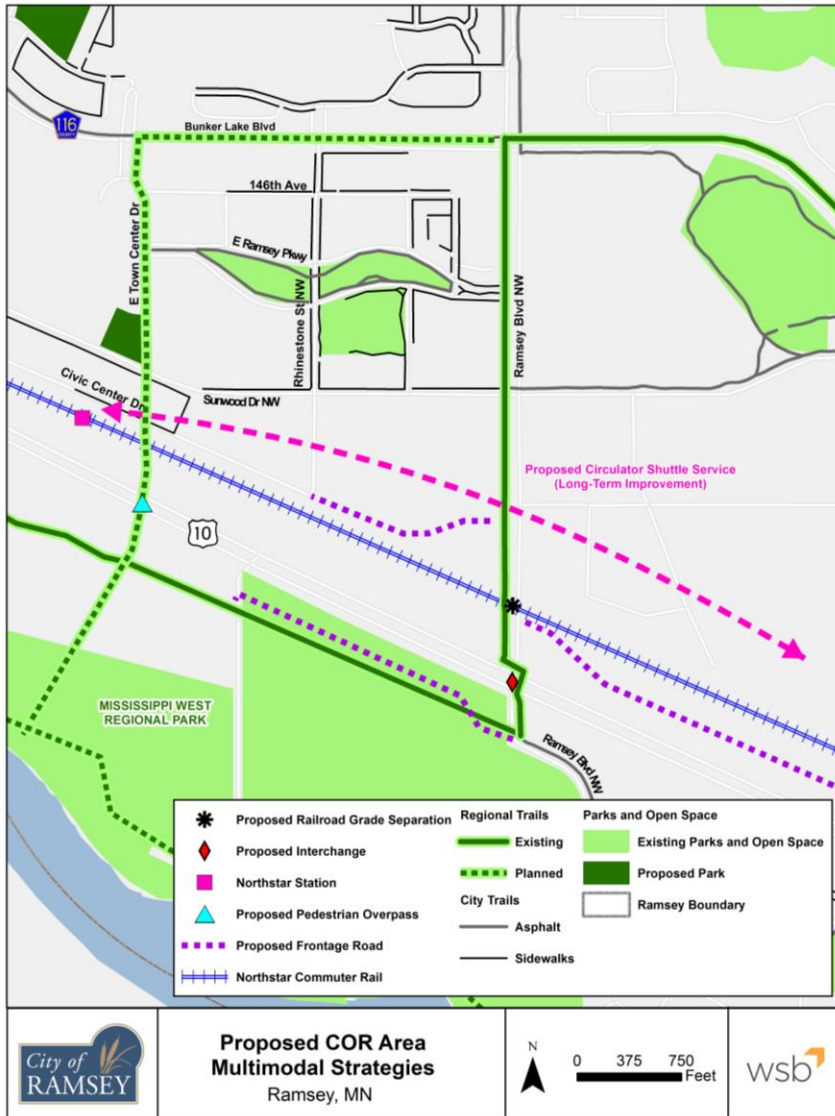 116
COUNTY
Bunker Lake Blvd
146th Ave
E Town Center Dr
E Ramsey Pkwy
Rhinestone St NW
Ramsey Blvd NW
Civic Center Dr
Sunwood Dr NW
Proposed Circulator Shuttle Service
(Long-Term Improvement)
10
MISSISSIPPI WEST
REGIONAL PARK
Ramsey Blvd NW
Proposed Railroad Grade Separation
Proposed Interchange
Northstar Station
Proposed Pedestrian Overpass
Proposed Frontage Road
Northstar Commuter Rail
Regional Trails
Existing
Planned
City Trails
Asphalt
Sidewalks
Parks and Open Space
Existing Parks and Open Space
Proposed Park
Ramsey Boundary
City of
RAMSEY
Proposed COR Area
Multimodal Strategies
Ramsey, MN
N
0 375 750
Feet
wsb